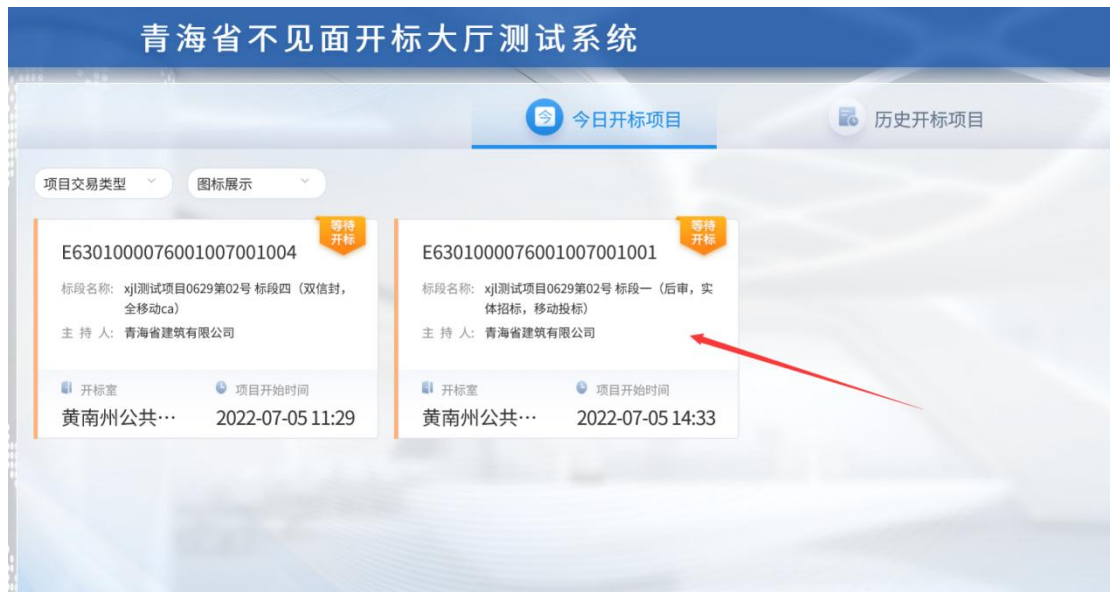 青海省不见面开标大厅测试系统
今 今日开标项目
历史开标项目
项目交易类型
图标展示
等待
开标
E6301000076001007001004
标段名称: xjl测试项目0629第02号 标段四（双信封，
全移动ca）
主 持 人: 青海省建筑有限公司
开标室
项目开始时间
黄南州公共…
2022-07-05 11:29
等待
开标
E6301000076001007001001
标段名称: xjl测试项目0629第02号 标段一（后审，实
体招标，移动投标）
主 持 人: 青海省建筑有限公司
开标室
项目开始时间
黄南州公共…
2022-07-05 14:33